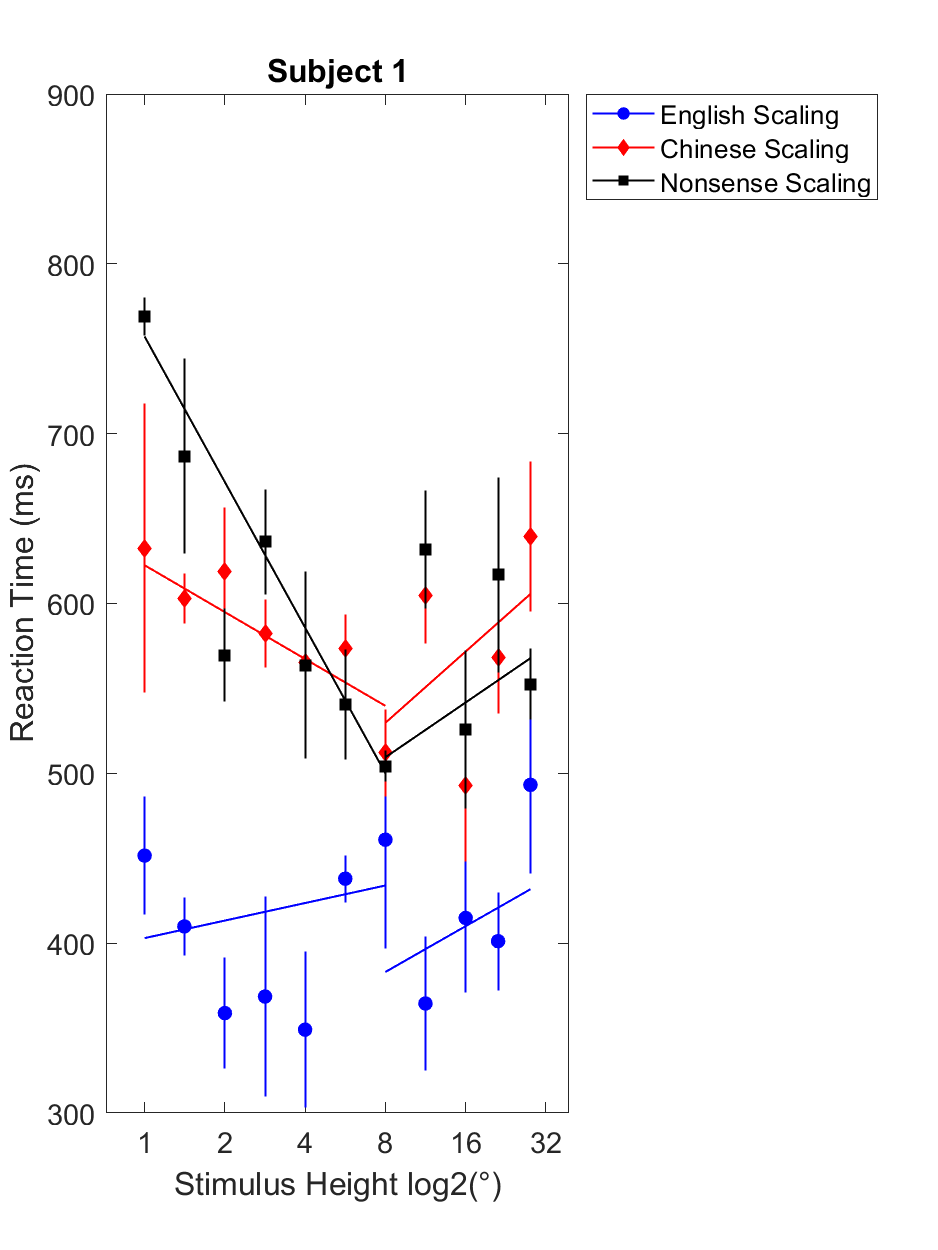 Subject 1
900
800
700
600
500
400
300
Reaction Time (ms)
1 2 4 8 16 32
Stimulus Height log2(°)
English Scaling
Chinese Scaling
Nonsense Scaling